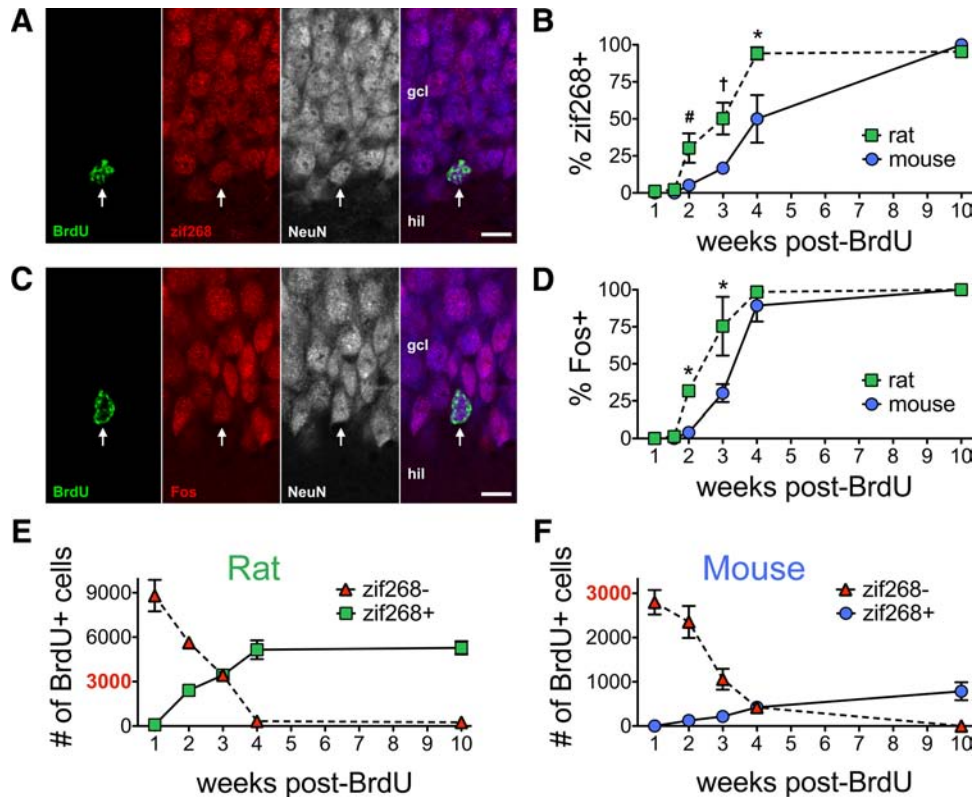 A
BrdU
zif268
NeuN
gcl
hil
B
% zif268+
100
75
50
25
0
#
†
*
rat
mouse
1 2 3 4 5 6 7 8 9 10
weeks post-BrdU
C
BrdU
Fos
NeuN
gcl
hil
D
% Fos+
100
75
50
25
0
*
*
rat
mouse
1 2 3 4 5 6 7 8 9 10
weeks post-BrdU
E
Rat
# of BrdU+ cells
9000
6000
3000
0
zif268-
zif268+
1 2 3 4 5 6 7 8 9 10
weeks post-BrdU
F
Mouse
# of BrdU+ cells
3000
2000
1000
0
zif268-
zif268+
1 2 3 4 5 6 7 8 9 10
weeks post-BrdU